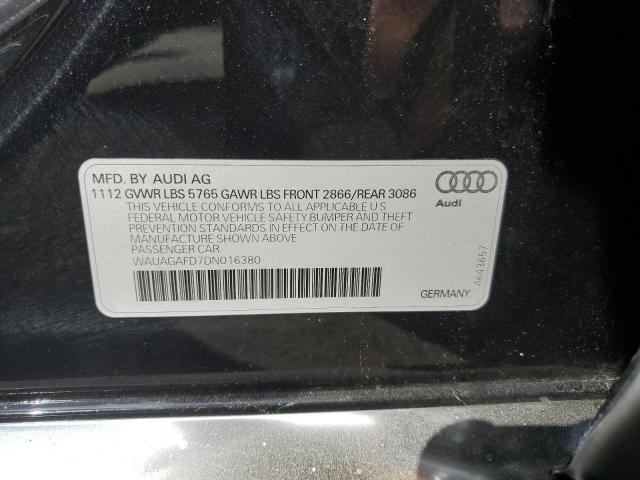 MFD. BY AUDI AG
1112 GVWR LBS 5765 GAWR LBS FRONT 2866/REAR 3086
THIS VEHICLE CONFORMS TO ALL APPLICABLE U S
FEDERAL MOTOR VEHICLE SAFETY BUMPER AND THEFT
PREVENTION STANDARDS IN EFFECT ON THE DATE OF
MANUFACTURE SHOWN ABOVE
PASSENGER CAR
WAUAGAFD7DN016380
Audi
4643657
GERMANY